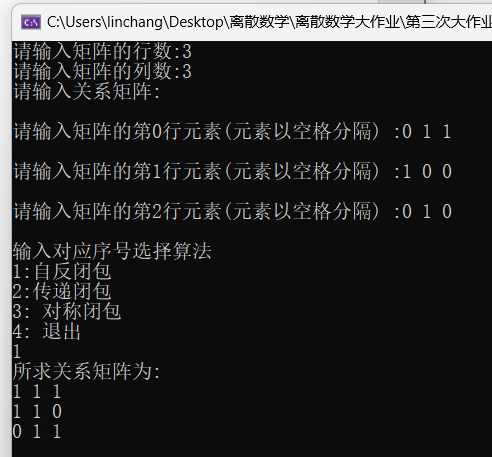 C:\Users\linchang\Desktop\离散数学\离散数学大作业\第三次大作业
请输入矩阵的行数:3
请输入矩阵的列数:3
请输入关系矩阵:
请输入矩阵的第0行元素(元素以空格分隔) :0 1 1
请输入矩阵的第1行元素(元素以空格分隔) :1 0 0
请输入矩阵的第2行元素(元素以空格分隔) :0 1 0
输入对应序号选择算法
1:自反闭包
2:传递闭包
3: 对称闭包
4: 退出
1
所求关系矩阵为:
1 1 1
1 1 0
0 1 1